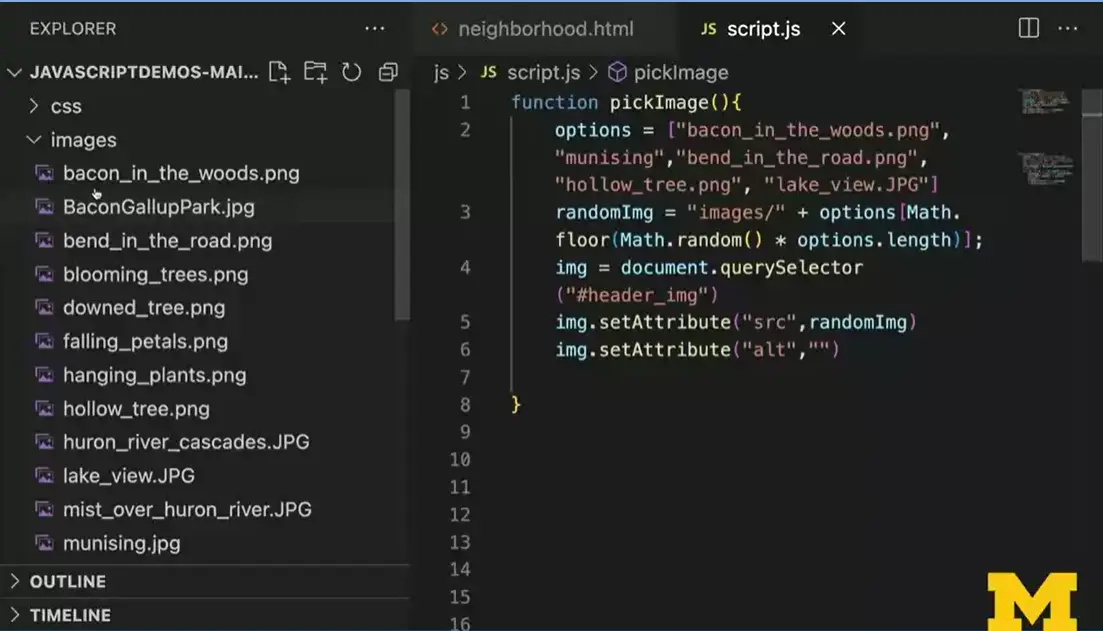 EXPLORER
neighborhood.html
JS script.js
JAVASCRIPTDEMOS-MAI...
js > JS script.js > pickImage
css
images
bacon_in_the_woods.png
BaconGallupPark.jpg
bend_in_the_road.png
blooming_trees.png
downed_tree.png
falling_petals.png
hanging_plants.png
hollow_tree.png
huron_river_cascades.JPG
lake_view.JPG
mist_over_huron_river.JPG
munising.jpg
OUTLINE
TIMELINE
1 function pickImage(){
2 options = ["bacon_in_the_woods.png",
"munising","bend_in_the_road.png",
"hollow_tree.png", "lake_view.JPG"]
3 randomImg = "images/" + options[Math.
floor(Math.random() * options.length)];
4 img = document.querySelector
("#header_img")
5 img.setAttribute("src",randomImg)
6 img.setAttribute("alt","")
7
8 }
9
10
11
12
13
14
15
16
M